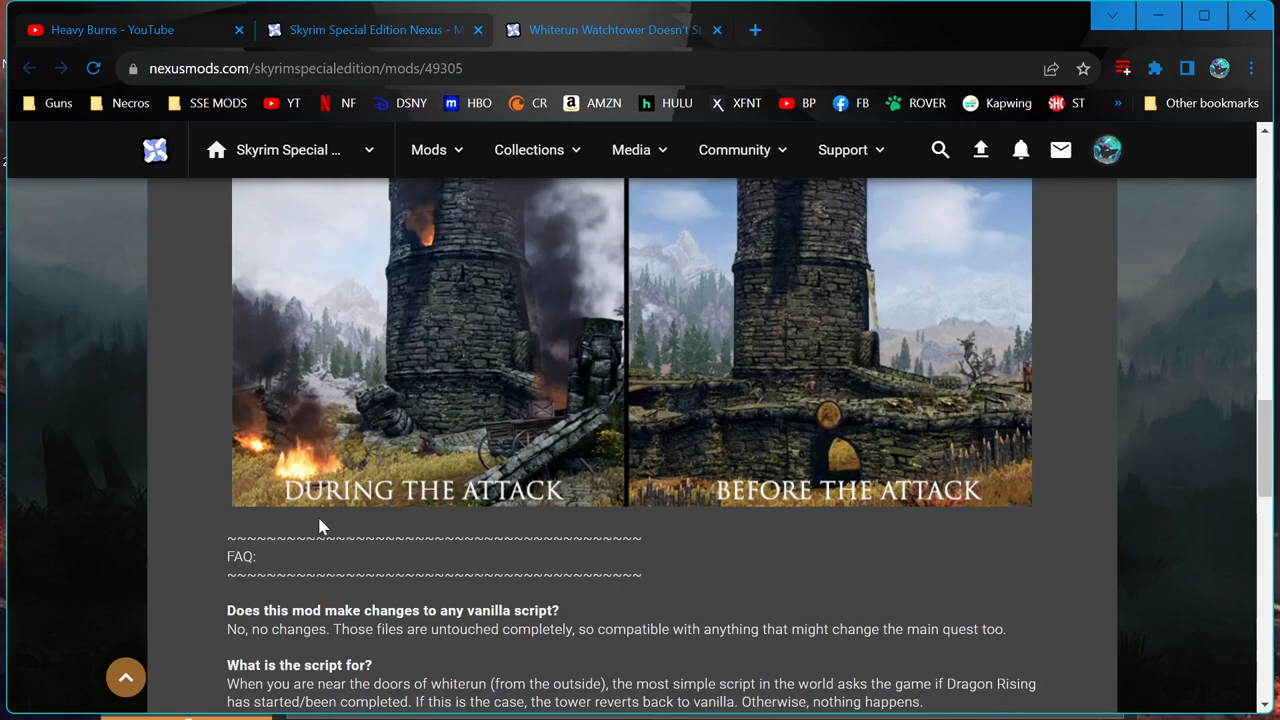 Heavy Burns - YouTube
Skyrim Special Edition Nexus - M
Whiterun Watchtower Doesn't St
nexusmods.com/skyrimspecialedition/mods/49305
Guns Necros SSE MODS YT NF DSNY HBO CR AMZN HULU XFNT BP FB ROVER Kapwing ST » Other bookmarks
Skyrim Special ... Mods Collections Media Community Support
DURING THE ATTACK
BEFORE THE ATTACK
~~~~~~~~~~~~~~~~~~~~~~~~~~~~~~~~~~~~~~~~~
FAQ:
~~~~~~~~~~~~~~~~~~~~~~~~~~~~~~~~~~~~~~~~~
Does this mod make changes to any vanilla script?
No, no changes. Those files are untouched completely, so compatible with anything that might change the main quest too.
What is the script for?
When you are near the doors of whiterun (from the outside), the most simple script in the world asks the game if Dragon Rising
has started/been completed. If this is the case, the tower reverts back to vanilla. Otherwise, nothing happens.